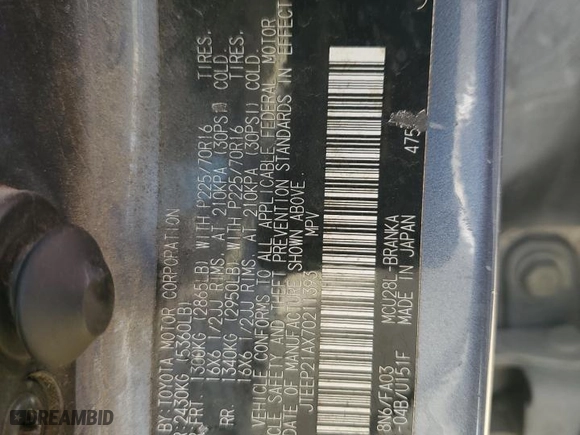 BY: TOYOTA MOTOR CORPORATION
2430KG (5360LB)
FRT. 1300KG (2865LB) WITH P225/70R16 TIRES.
16X6 1/2JJ RIMS. AT 210KPA (30PSI) COLD.
RR. 1340KG (2950LB) WITH P225/70R16 TIRES.
16X6 1/2JJ RIMS. AT 210KPA (30PSI) COLD.
VEHICLE CONFORMS TO ALL APPLICABLE FEDERAL MOTOR
CLE SAFETY AND THEFT PREVENTION STANDARDS IN EFFECT
DATE OF MANUFACTURE SHOWN ABOVE.
MPV
475
8N6/FA03 MCU28L-BRANKA
-04B/U151F MADE IN JAPAN
DREAMBID